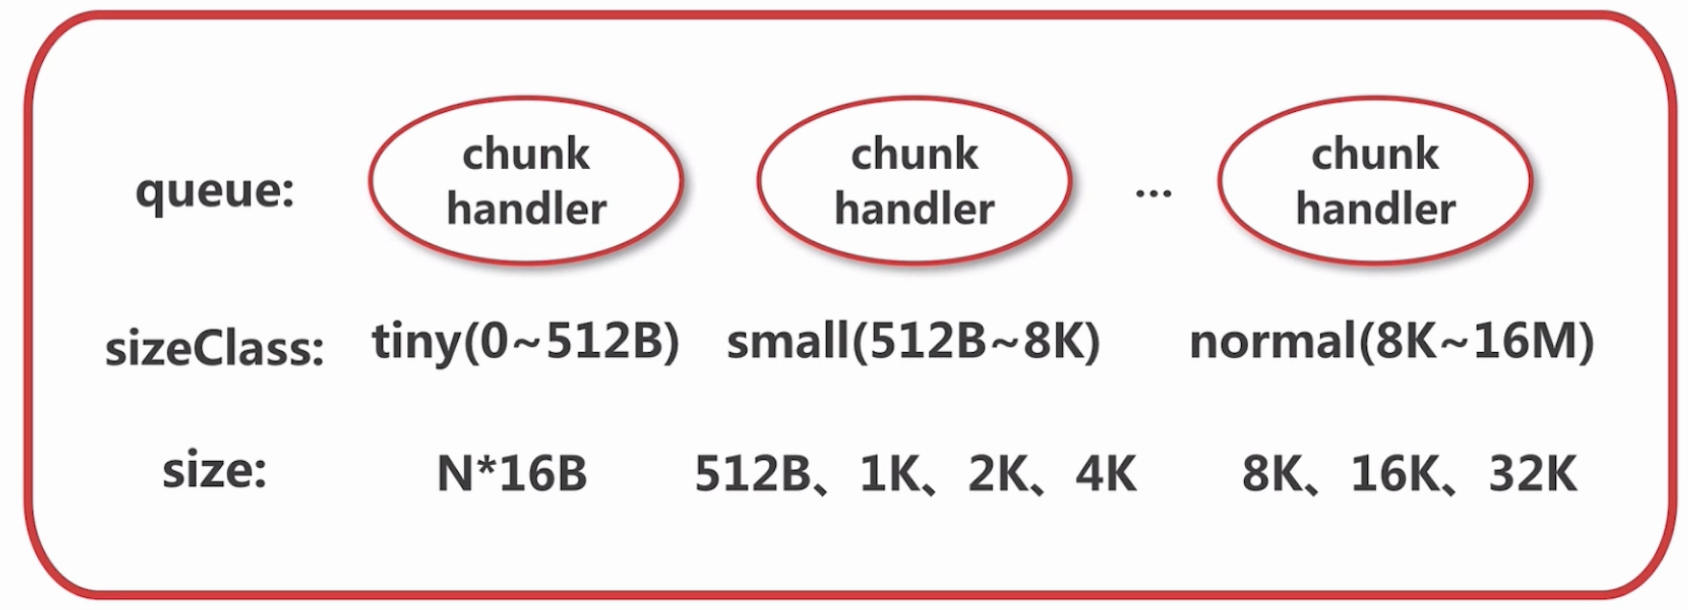 queue: chunk handler chunk handler ... chunk handler
sizeClass: tiny(0~512B) small(512B~8K) normal(8K~16M)
size: N*16B 512B、1K、2K、4K 8K、16K、32K